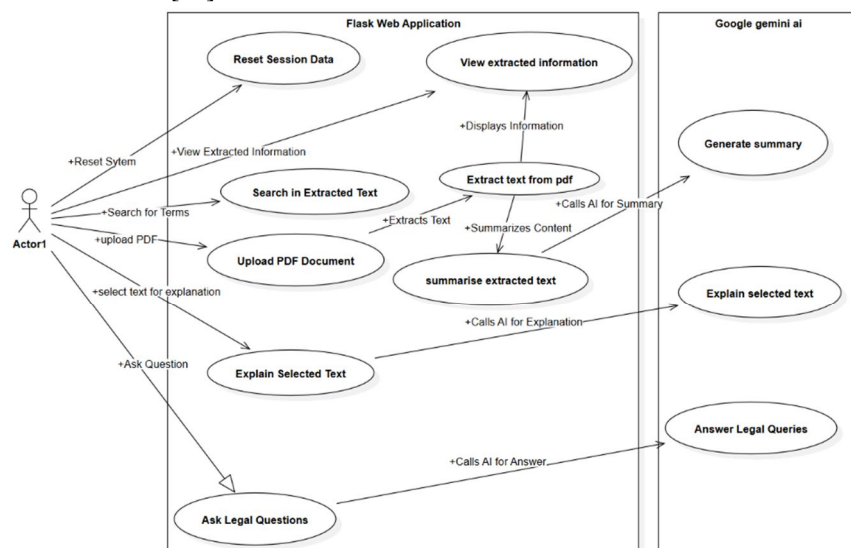 Flask Web Application
Google gemini ai
Reset Session Data
View extracted information
+Displays Information
Generate summary
+Reset Sytem
+View Extracted Information
Extract text from pdf
Search in Extracted Text
+Calls AI for Summary
+Search for Terms
+Extracts Text
+Summarizes Content
Actor1
+upload PDF
Upload PDF Document
summarise extracted text
+select text for explanation
Explain selected text
+Calls AI for Explanation
+Ask Question
Explain Selected Text
Answer Legal Queries
+Calls AI for Answer
Ask Legal Questions